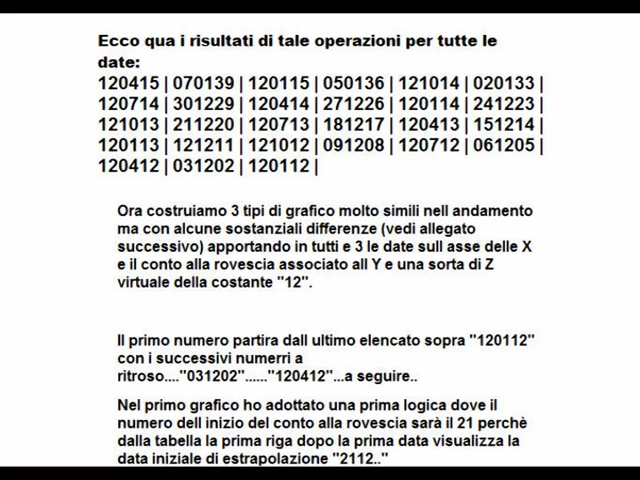 Ecco qua i risultati di tale operazioni per tutte le
date:
120415 | 070139 | 120115 | 050136 | 121014 | 020133 |
120714 | 301229 | 120414 | 271226 | 120114 | 241223 |
121013 | 211220 | 120713 | 181217 | 120413 | 151214 |
120113 | 121211 | 121012 | 091208 | 120712 | 061205 |
120412 | 031202 | 120112 |
Ora costruiamo 3 tipi di grafico molto simili nell andamento
ma con alcune sostanziali differenze (vedi allegato
successivo) apportando in tutti e 3 le date sull asse delle X
e il conto alla rovescia associato all Y e una sorta di Z
virtuale della costante "12".
Il primo numero partira dall ultimo elencato sopra "120112"
con i successivi numerri a
ritroso...."031202"......"120412"...a seguire..
Nel primo grafico ho adottato una prima logica dove il
numero dell inizio del conto alla rovescia sarà il 21 perchè
dalla tabella la prima riga dopo la prima data visualizza la
data iniziale di estrapolazione "2112.."